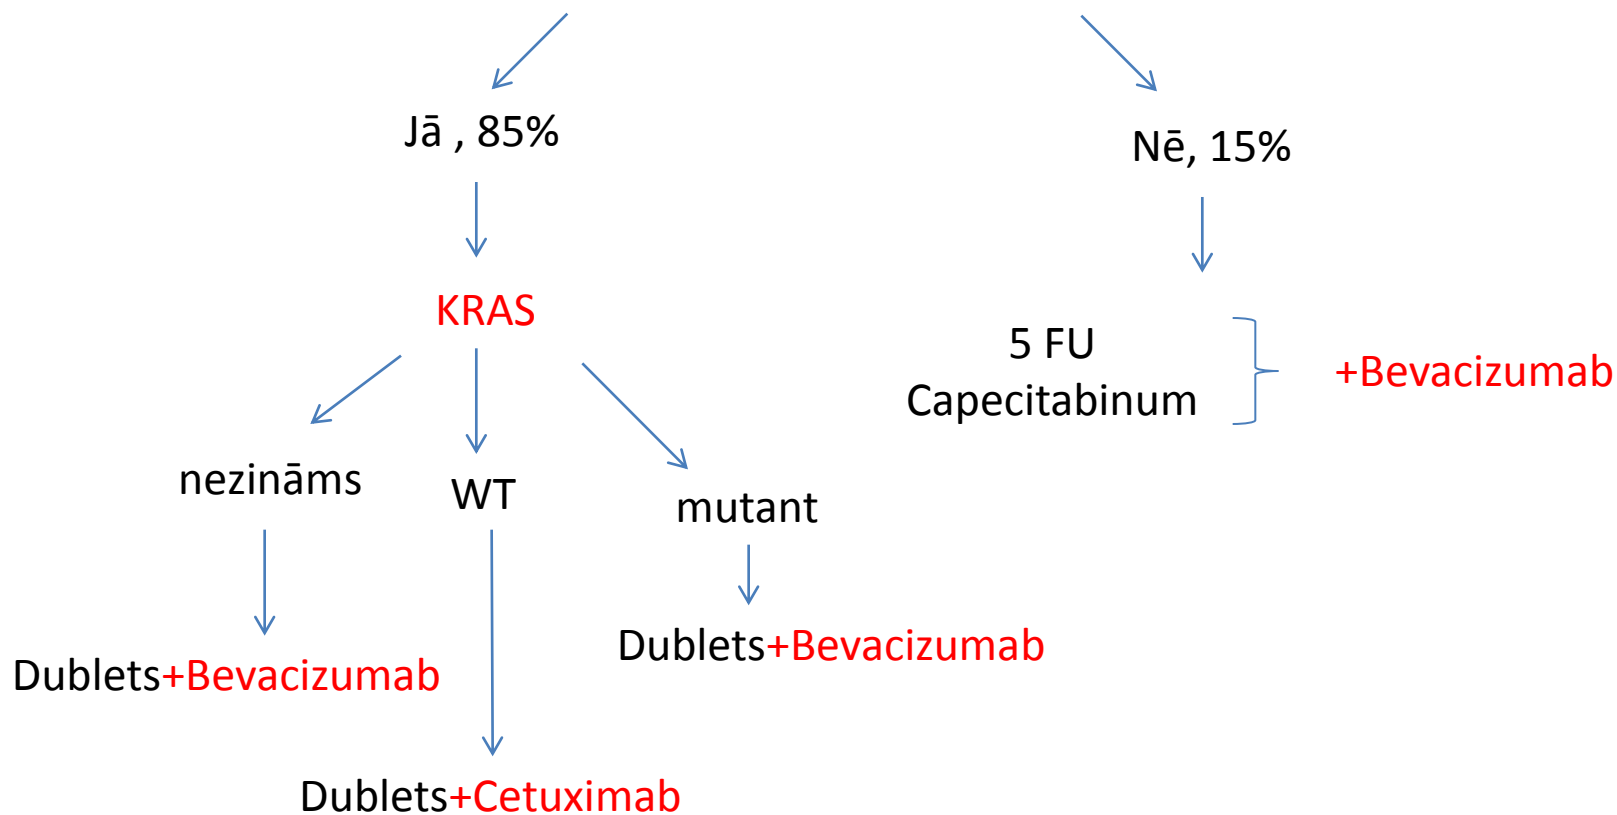 Jā , 85%
Nē, 15%
KRAS
5 FU
Capecitabinum
+Bevacizumab
nezināms
WT
mutant
Dublets+Bevacizumab
Dublets+Bevacizumab
Dublets+Cetuximab